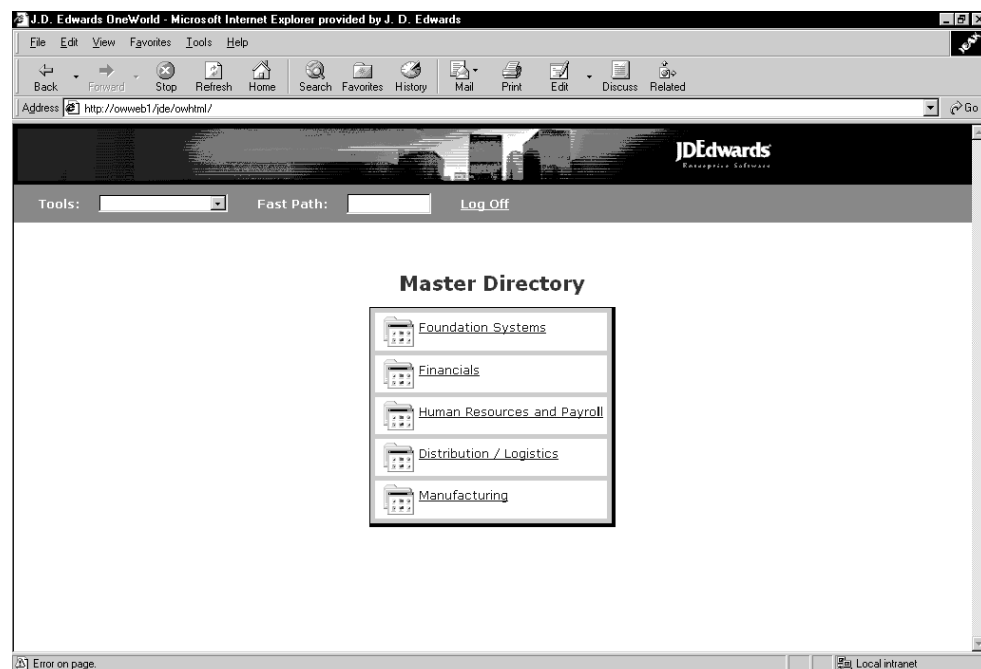 J.D. Edwards OneWorld - Microsoft Internet Explorer provided by J. D. Edwards
File Edit View Favorites Tools Help
Back Forward Stop Refresh Home Search Favorites History Mail Print Edit Discuss Related
Address http://owweb1/jde/owhtml/ Go
JDEdwards
Enterprise Software
Tools: Fast Path: Log Off
Master Directory
Foundation Systems
Financials
Human Resources and Payroll
Distribution / Logistics
Manufacturing
Error on page. Local intranet